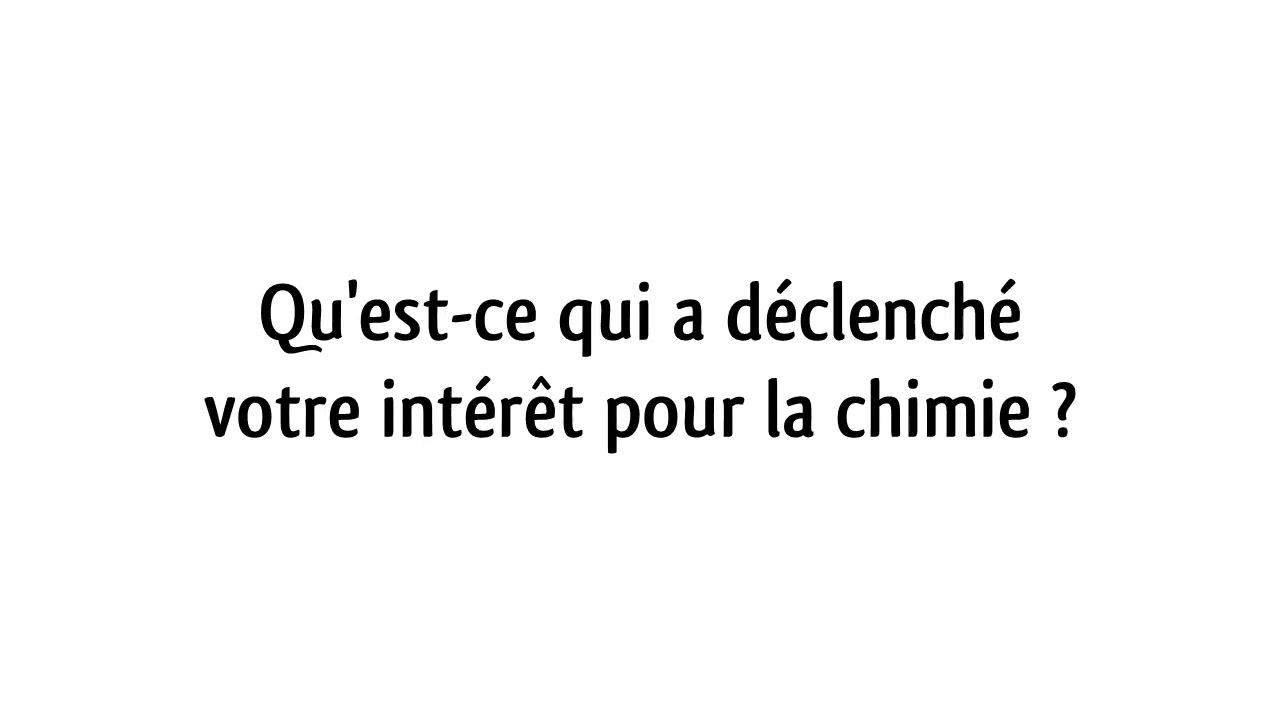 Qu'est-ce qui a déclenché
votre intérêt pour la chimie ?